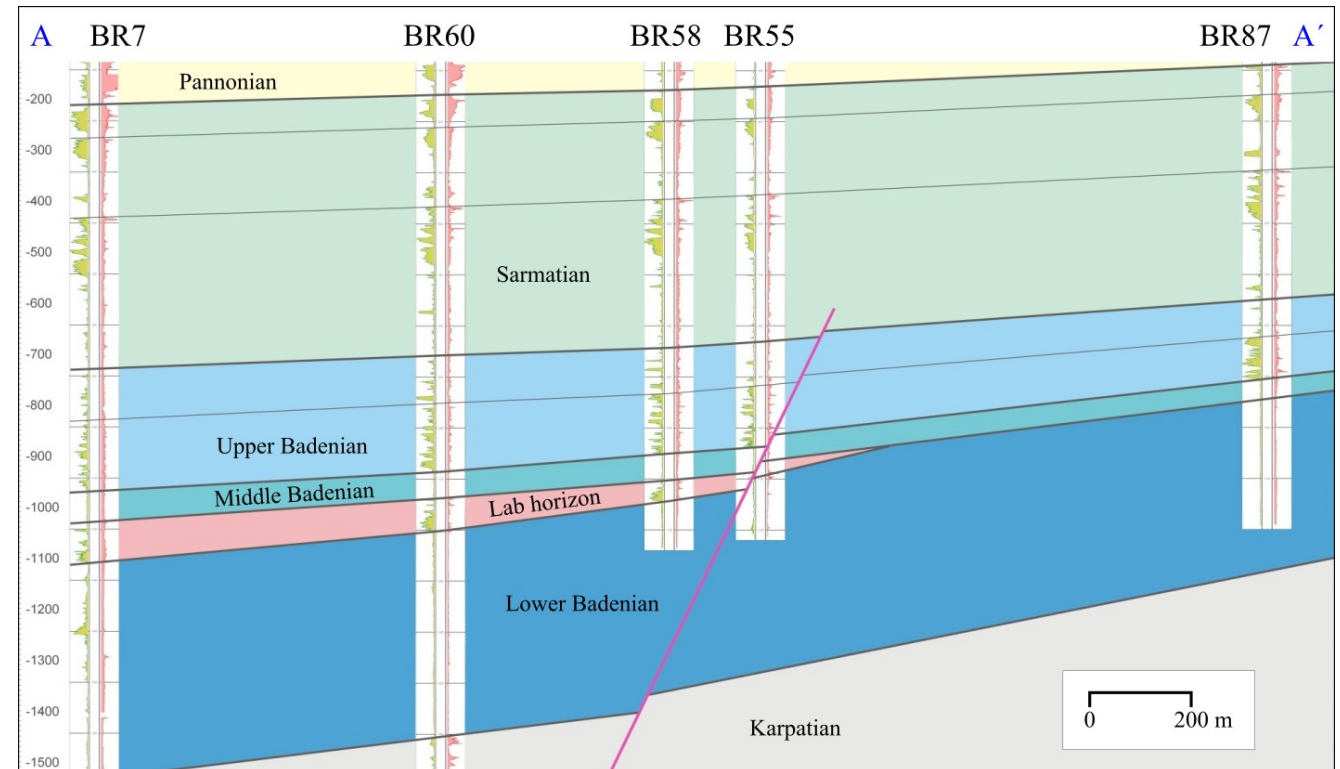 A BR7 BR60 BR58 BR55 BR87 A´
Pannonian
-200
-300
-400
-500
Sarmatian
-600
-700
-800
Upper Badenian
-900
Middle Badenian
Lab horizon
-1000
-1100
Lower Badenian
-1200
-1300
-1400
0 200 m
Karpatian
-1500